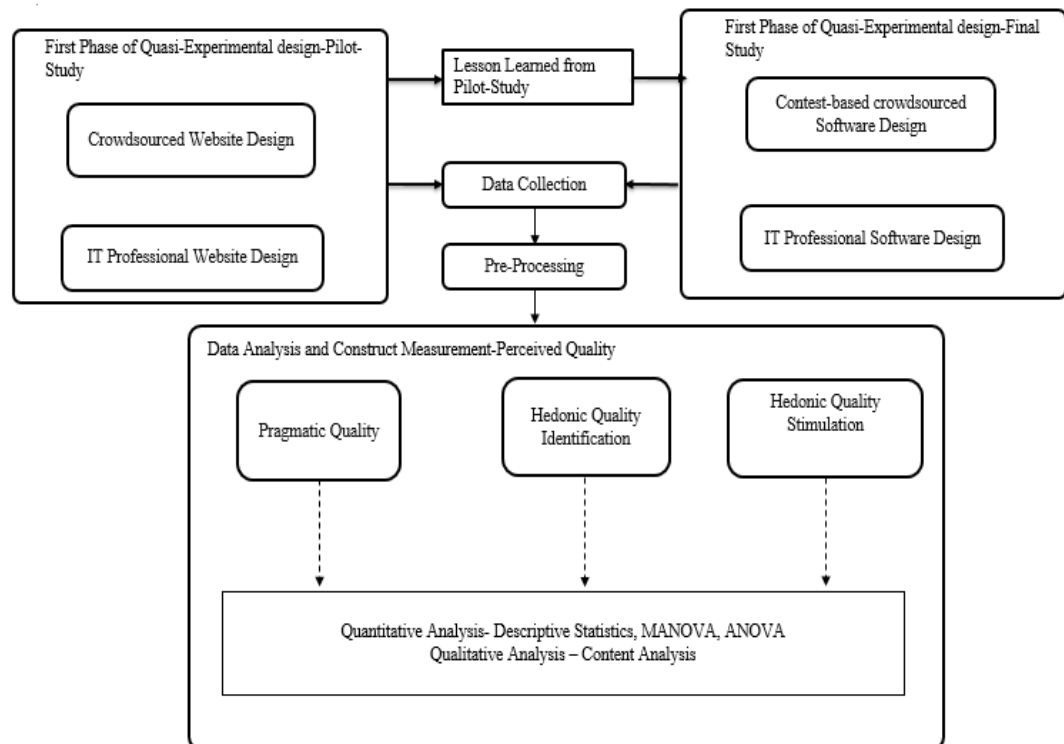 First Phase of Quasi-Experimental design-Pilot-
Study
Crowdsourced Website Design
IT Professional Website Design
Lesson Learned from
Pilot-Study
Data Collection
Pre-Processing
First Phase of Quasi-Experimental design-Final
Study
Contest-based crowdsourced
Software Design
IT Professional Software Design
Data Analysis and Construct Measurement-Perceived Quality
Pragmatic Quality
Hedonic Quality
Identification
Hedonic Quality
Stimulation
Quantitative Analysis- Descriptive Statistics, MANOVA, ANOVA
Qualitative Analysis – Content Analysis